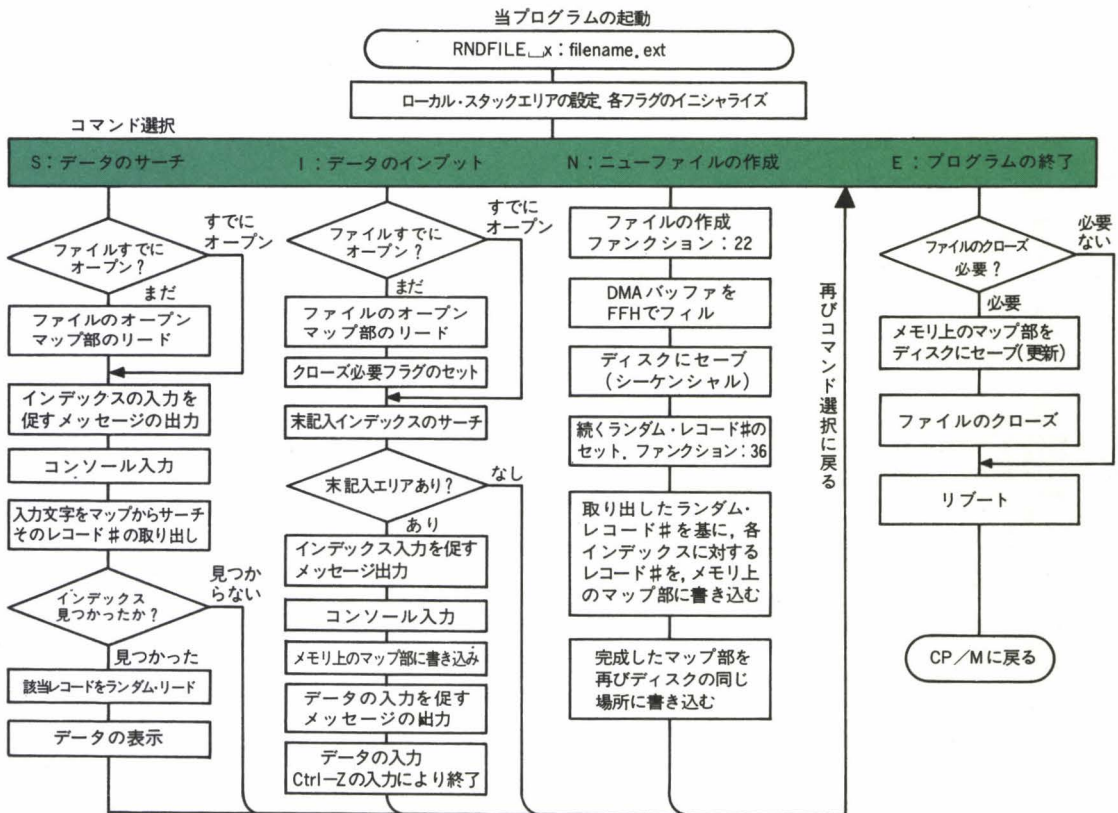 当プログラムの起動
RNDFILE␣x：filename.ext
ローカル・スタックエリアの設定，各フラグのイニシャライズ
コマンド選択
S：データのサーチ
I：データのインプット
N：ニューファイルの作成
E：プログラムの終了
ファイルすでに
オープン？
すでに
オープン
まだ
ファイルのオープン
マップ部のリード
インデックスの入力を
促すメッセージの出力
コンソール入力
入力文字をマップからサーチ
そのレコード＃の取り出し
インデックス
見つかったか？
見つか
らない
見つかった
該当レコードをランダム・リード
データの表示
ファイルすでに
オープン？
すでに
オープン
まだ
ファイルのオープン
マップ部のリード
クローズ必要フラグのセット
末記入インデックスのサーチ
末記入エリアあり？
なし
あり
インデックス入力を促す
メッセージ出力
コンソール入力
メモリ上のマップ部に書き込み
データの入力を促す
メッセージの出力
データの入力
Ctrl－Zの入力により終了
ファイルの作成
ファンクション：22
DMAバッファを
FFHでフィル
ディスクにセーブ
(シーケンシャル)
続くランダム・レコード＃の
セット．ファンクション：36
取り出したランダム・
レコード＃を基に，各
インデックスに対する
レコード＃を，メモリ上
のマップ部に書き込む
完成したマップ部を
再びディスクの同じ
場所に書き込む
再びコマンド選択に戻る
ファイルのクローズ
必要？
必要
ない
必要
メモリ上のマップ部を
ディスクにセーブ(更新)
ファイルのクローズ
リブート
CP／Mに戻る